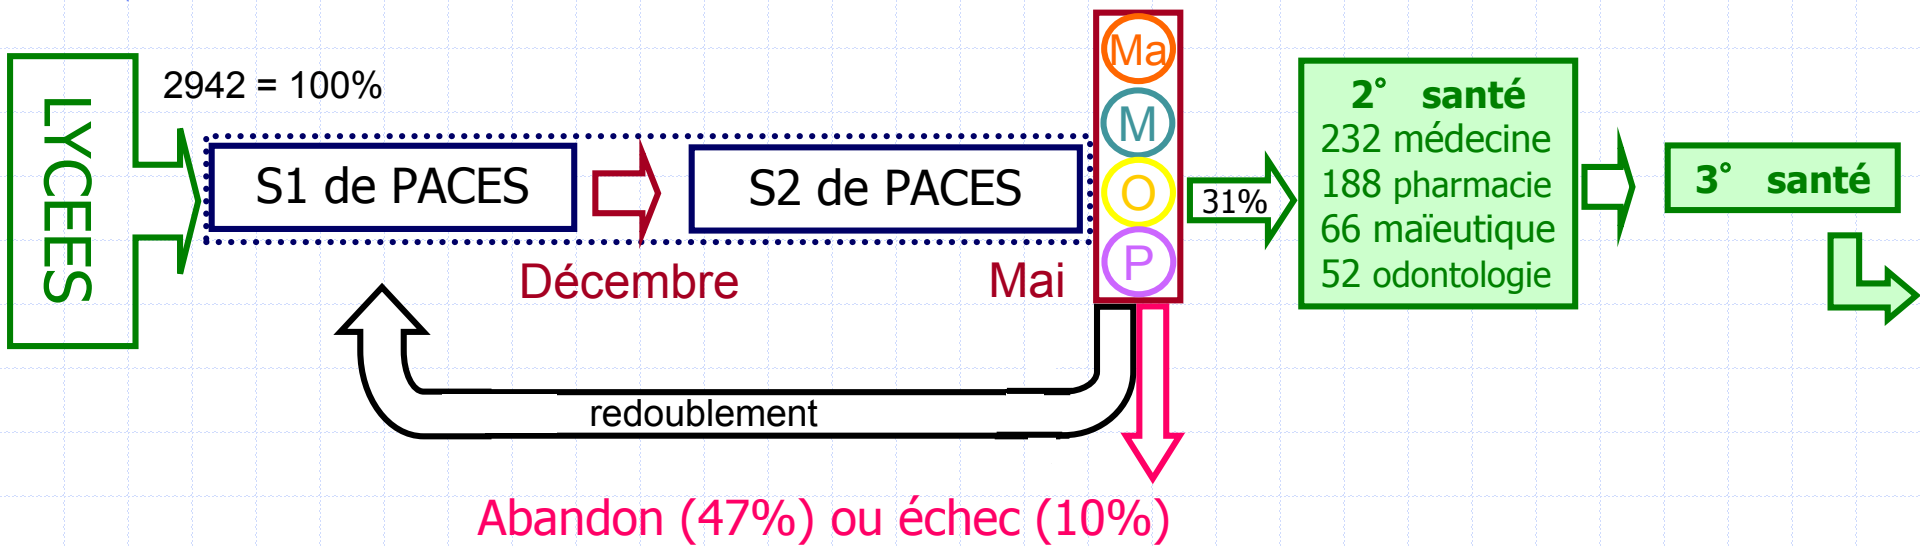 LYCEES
2942 = 100%
S1 de PACES
S2 de PACES
Décembre
Mai
Ma
M
O
P
31%
2° santé
232 médecine
188 pharmacie
66 maïeutique
52 odontologie
3° santé
redoublement
Abandon (47%) ou échec (10%)